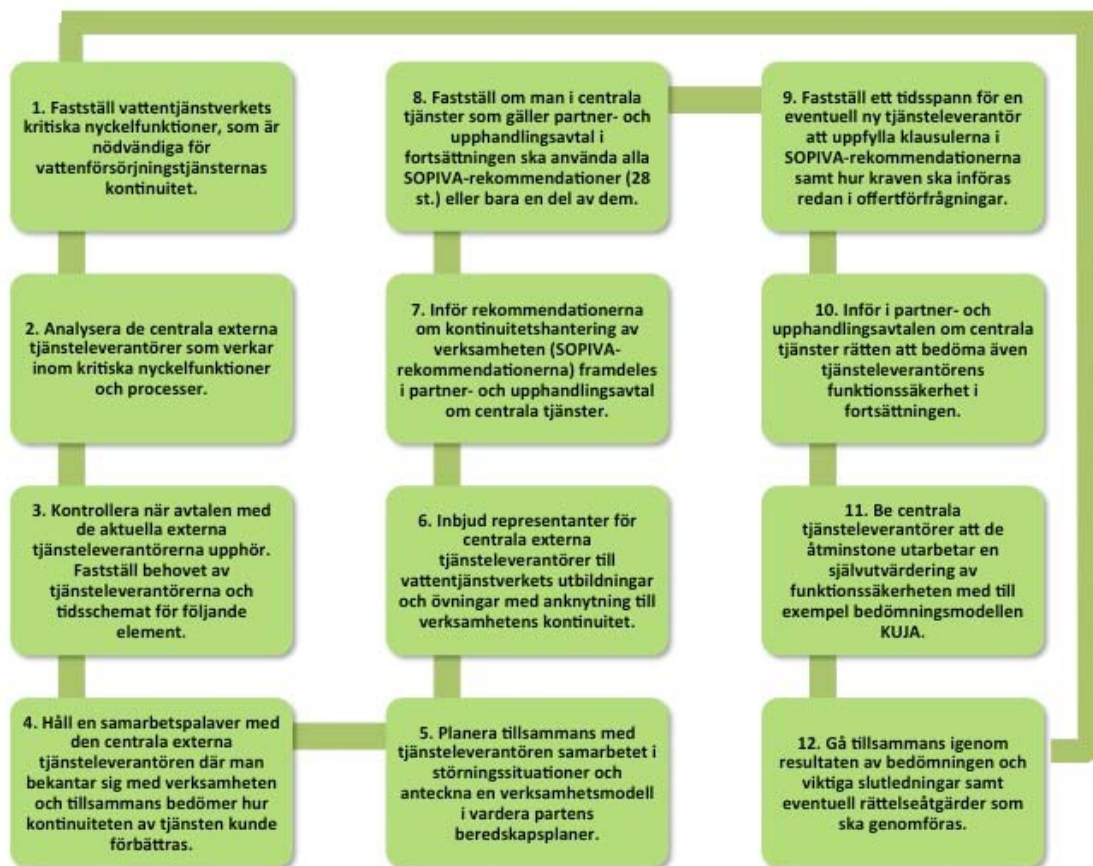 1. Fastställ vattentjänstverkets
kritiska nyckelfunktioner, som är
nödvändiga för
vattenförsörjningstjänsternas
kontinuitet.
2. Analysera de centrala externa
tjänsteleverantörer som verkar
inom kritiska nyckelfunktioner
och processer.
3. Kontrollera när avtalen med
de aktuella externa
tjänsteleverantörerna upphör.
Fastställ behovet av
tjänsteleverantörerna och
tidsschemat för följande
element.
4. Håll en samarbetspalaver med
den centrala externa
tjänsteleverantören där man
bekantar sig med verksamheten
och tillsammans bedömer hur
kontinuiteten av tjänsten kunde
förbättras.
5. Planera tillsammans med
tjänsteleverantören samarbetet i
störningssituationer och
anteckna en verksamhetsmodell
i vardera partens
beredskapsplaner.
6. Inbjud representanter för
centrala externa
tjänsteleverantörer till
vattentjänstverkets utbildningar
och övningar med anknytning till
verksamhetens kontinuitet.
7. Inför rekommendationerna
om kontinuitetshantering av
verksamheten (SOPIVA-
rekommendationerna) framdeles
i partner- och upphandlingsavtal
om centrala tjänster.
8. Fastställ om man i centrala
tjänster som gäller partner- och
upphandlingsavtal i
fortsättningen ska använda alla
SOPIVA-rekommendationer (28
st.) eller bara en del av dem.
9. Fastställ ett tidsspann för en
eventuell ny tjänsteleverantör
att uppfylla klausulerna i
SOPIVA-rekommendationerna
samt hur kraven ska införas
redan i offertförfrågningar.
10. Inför i partner- och
upphandlingsavtalen om centrala
tjänster rätten att bedöma även
tjänsteleverantörens
funktionssäkerhet i
fortsättningen.
11. Be centrala
tjänsteleverantörer att de
åtminstone utarbetar en
självutvärdering av
funktionssäkerheten med till
exempel bedömningsmodellen
KUJA.
12. Gå tillsammans igenom
resultaten av bedömningen och
viktiga slutledningar samt
eventuell rättelseåtgärder som
ska genomföras.